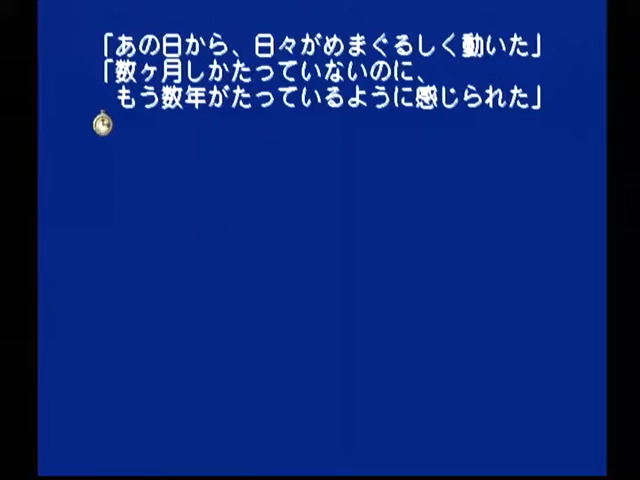 「あの日から、日々がめまぐるしく動いた」
「数ヶ月しかたっていないのに、
もう数年がたっているように感じられた」